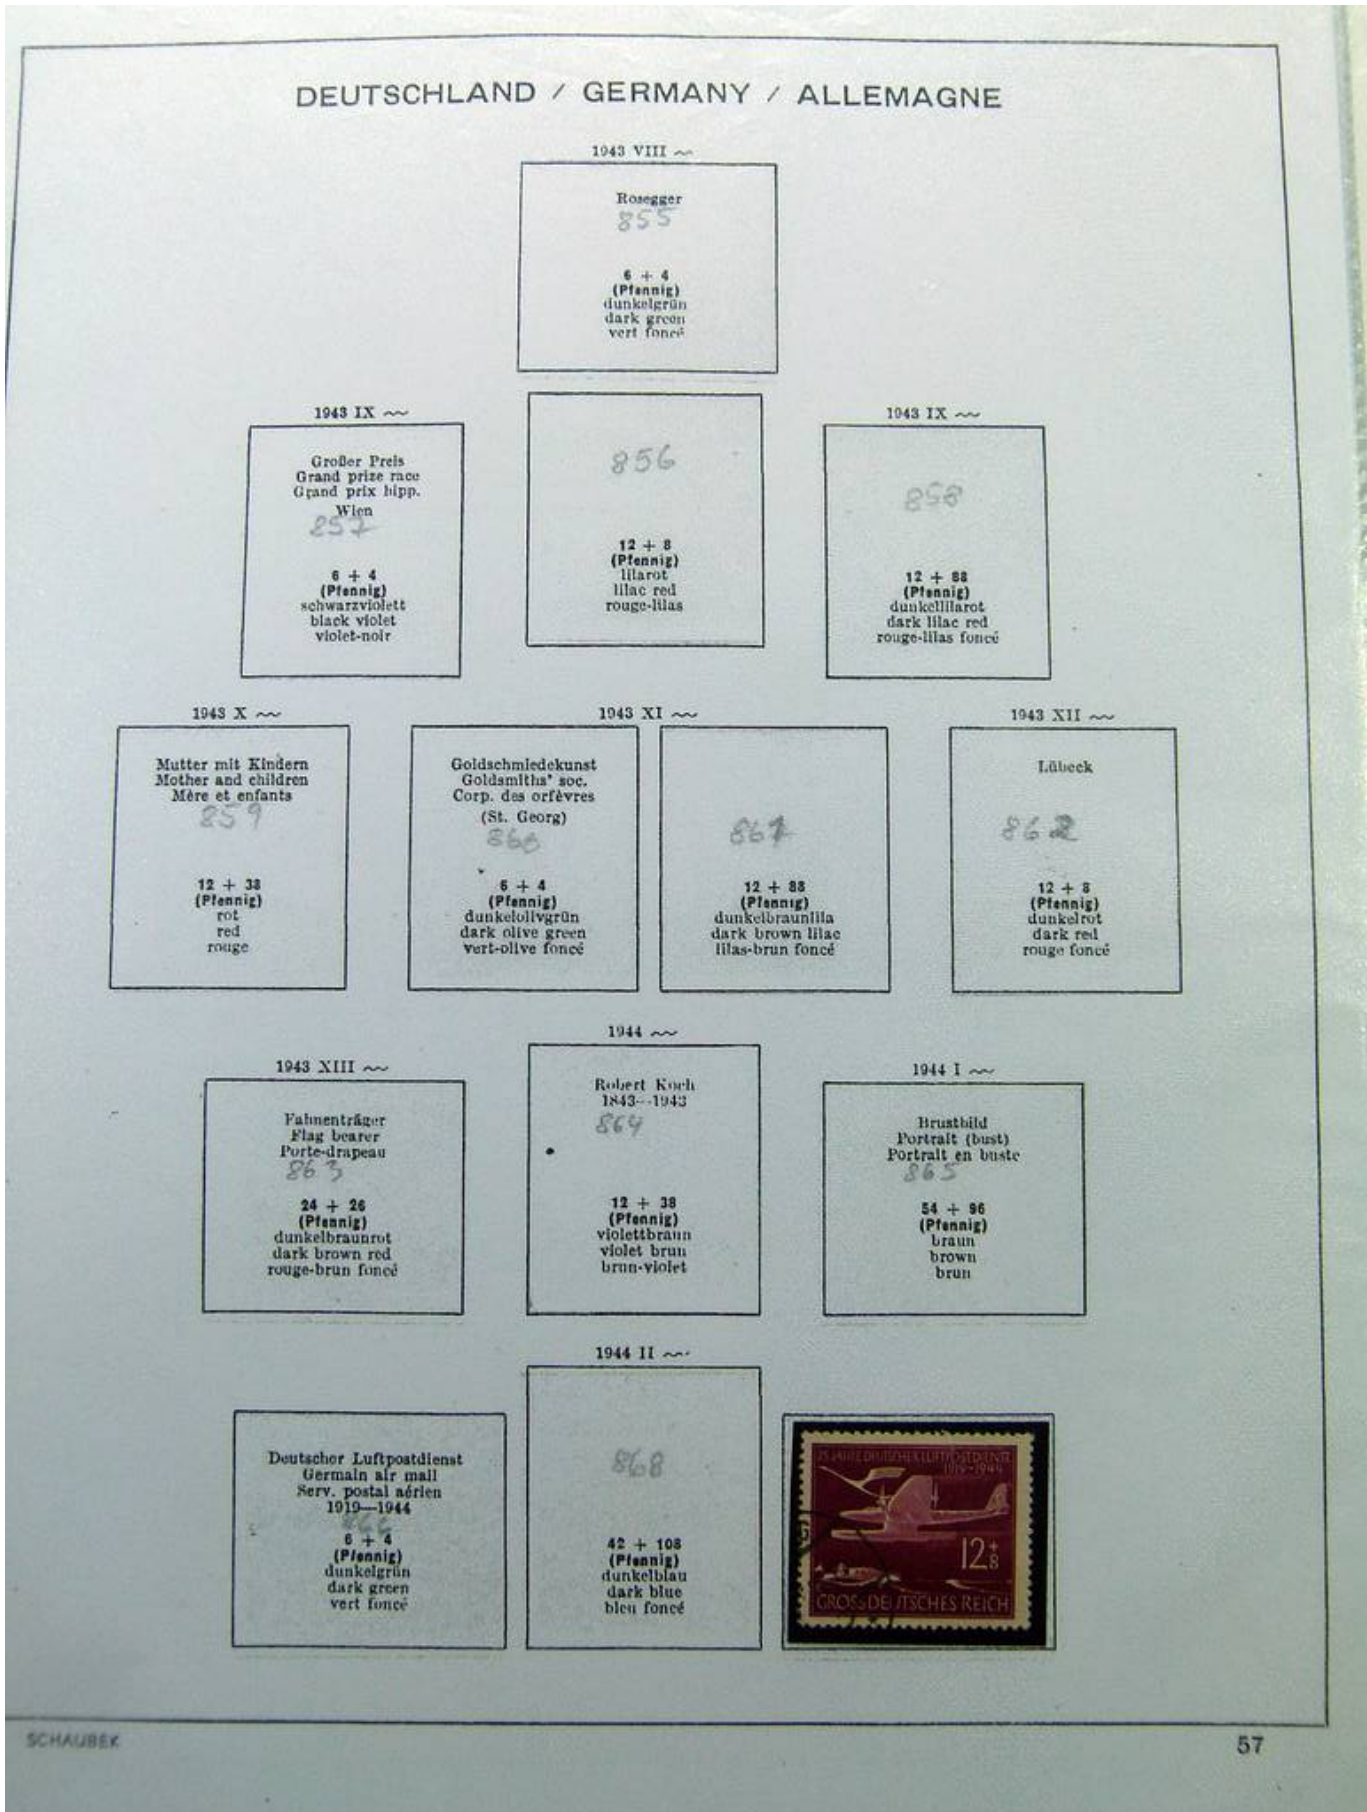 DEUTSCHLAND / GERMANY / ALLEMAGNE
1943 VIII
Rosegger
855
6 + 4
(Pfennig)
dunkelgrün
dark green
vert foncé
1943 IX
Großer Preis
Grand prize race
Grand prix hipp.
Wien
857
6 + 4
(Pfennig)
schwarzviolett
black violet
violet-noir
856
12 + 8
(Pfennig)
lilarot
lilac red
rouge-lilas
1943 IX
858
12 + 88
(Pfennig)
dunkellilarot
dark lilac red
rouge-lilas foncé
1943 X
Mutter mit Kindern
Mother and children
Mère et enfants
859
12 + 38
(Pfennig)
rot
red
rouge
1943 XI
Goldschmiedekunst
Goldsmiths' soc.
Corp. des orfèvres
(St. Georg)
860
6 + 4
(Pfennig)
dunkelolivgrün
dark olive green
vert-olive foncé
861
12 + 88
(Pfennig)
dunkelbraunlila
dark brown lilac
lilas-brun foncé
1943 XII
Lübeck
862
12 + 8
(Pfennig)
dunkelrot
dark red
rouge foncé
1943 XIII
Fahnenträger
Flag bearer
Porte-drapeau
863
24 + 26
(Pfennig)
dunkelbraunrot
dark brown red
rouge-brun foncé
1944
Robert Koch
1843--1943
864
12 + 38
(Pfennig)
violettbraun
violet brun
brun-violet
1944 I
Brustbild
Portrait (bust)
Portrait en buste
865
54 + 96
(Pfennig)
braun
brown
brun
1944 II
Deutscher Luftpostdienst
Germain air mail
Serv. postal aérien
1919—1944
866
6 + 4
(Pfennig)
dunkelgrün
dark green
vert foncé
868
42 + 108
(Pfennig)
dunkelblau
dark blue
bleu foncé
25 JAHRE DEUTSCHER LUFTPOSTDIENST
1919-1944
12+8
GROSSDEUTSCHES REICH
SCHAUBEK
57